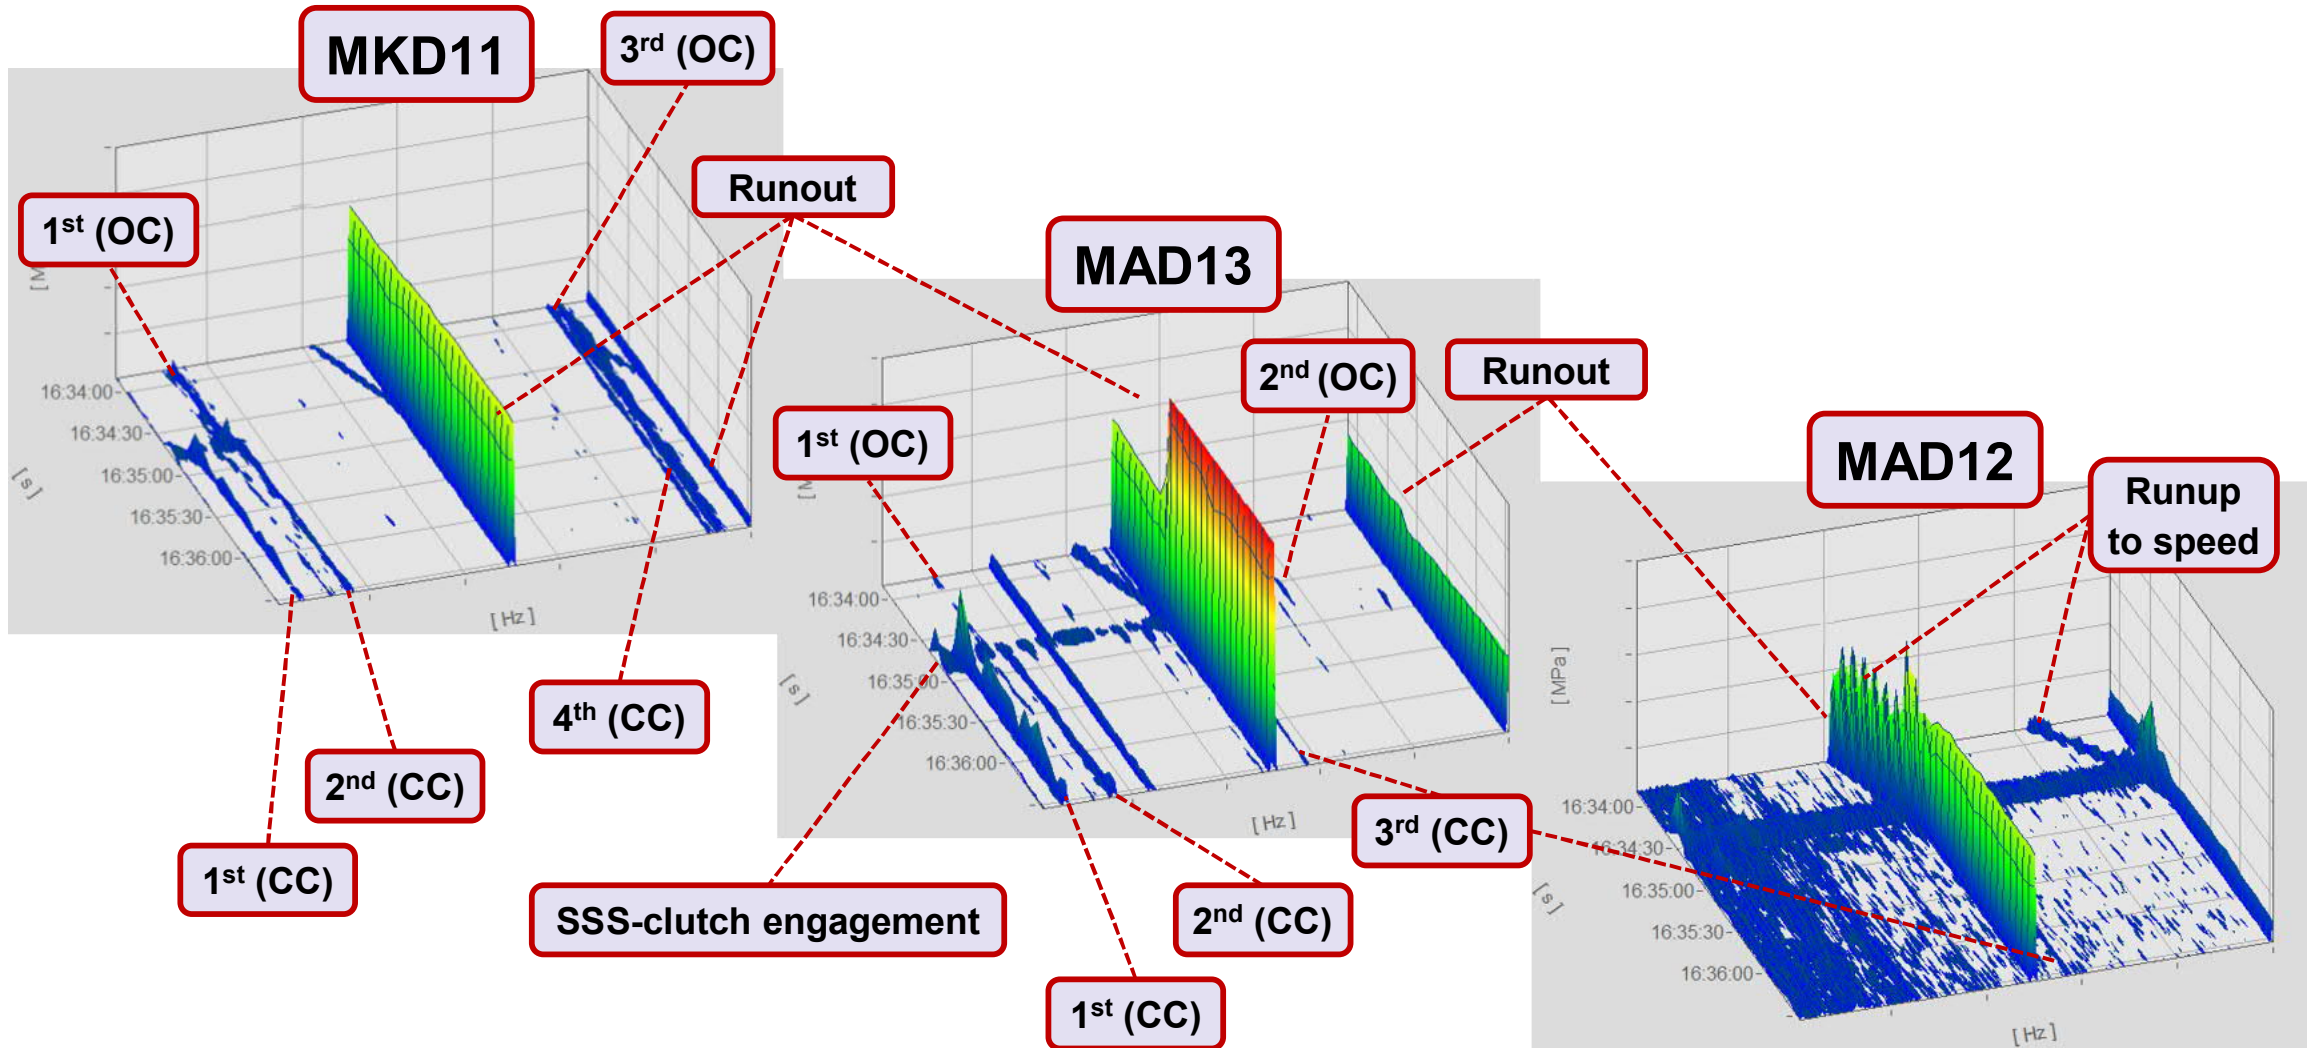 MKD11
3rd (OC)
1st (OC)
Runout
[ s ]
16:34:00
16:34:30
16:35:00
16:35:30
16:36:00
[ Hz ]
1st (CC)
2nd (CC)
4th (CC)
MAD13
1st (OC)
2nd (OC)
Runout
[ s ]
16:34:00
16:34:30
16:35:00
16:35:30
16:36:00
[ Hz ]
SSS-clutch engagement
1st (CC)
2nd (CC)
3rd (CC)
MAD12
Runup
to speed
[ MPa ]
[ s ]
16:34:00
16:34:30
16:35:00
16:35:30
16:36:00
[ Hz ]